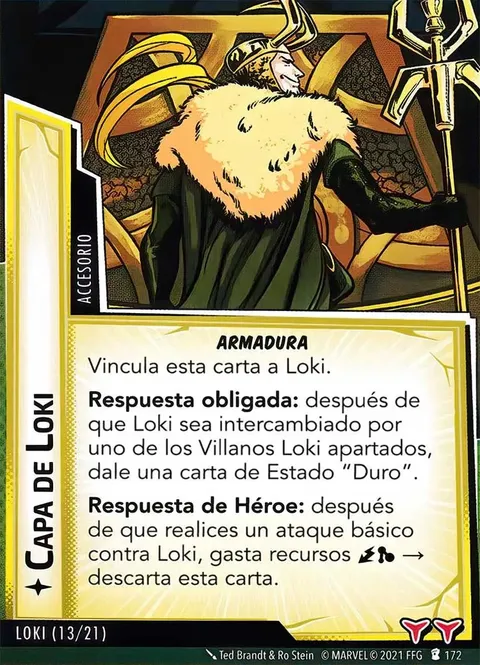 ACCESORIO
CAPA DE LOKI
ARMADURA
Vincula esta carta a Loki.
Respuesta obligada: después de
que Loki sea intercambiado por
uno de los Villanos Loki apartados,
dale una carta de Estado “Duro”.
Respuesta de Héroe: después
de que realices un ataque básico
contra Loki, gasta recursos →
descarta esta carta.
LOKI (13/21)
Ted Brandt & Ro Stein © MARVEL © 2021 FFG 172